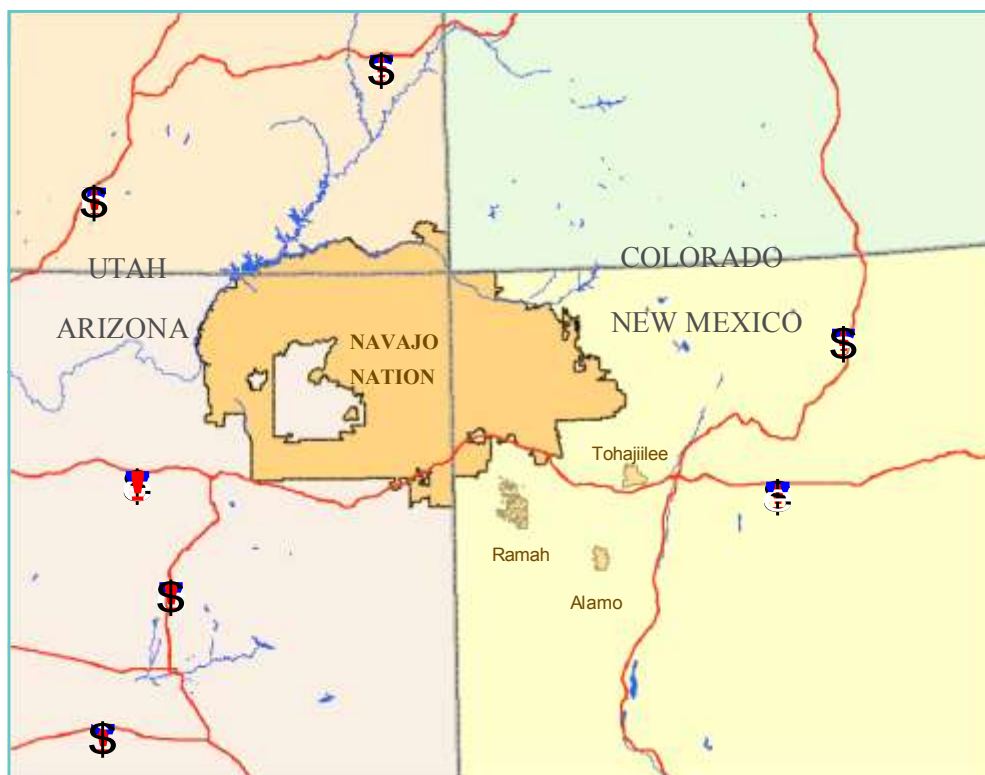 $
$
UTAH
COLORADO
ARIZONA
NEW MEXICO
NAVAJO
NATION
$
Tohajiilee
$
Ramah
Alamo
$
$